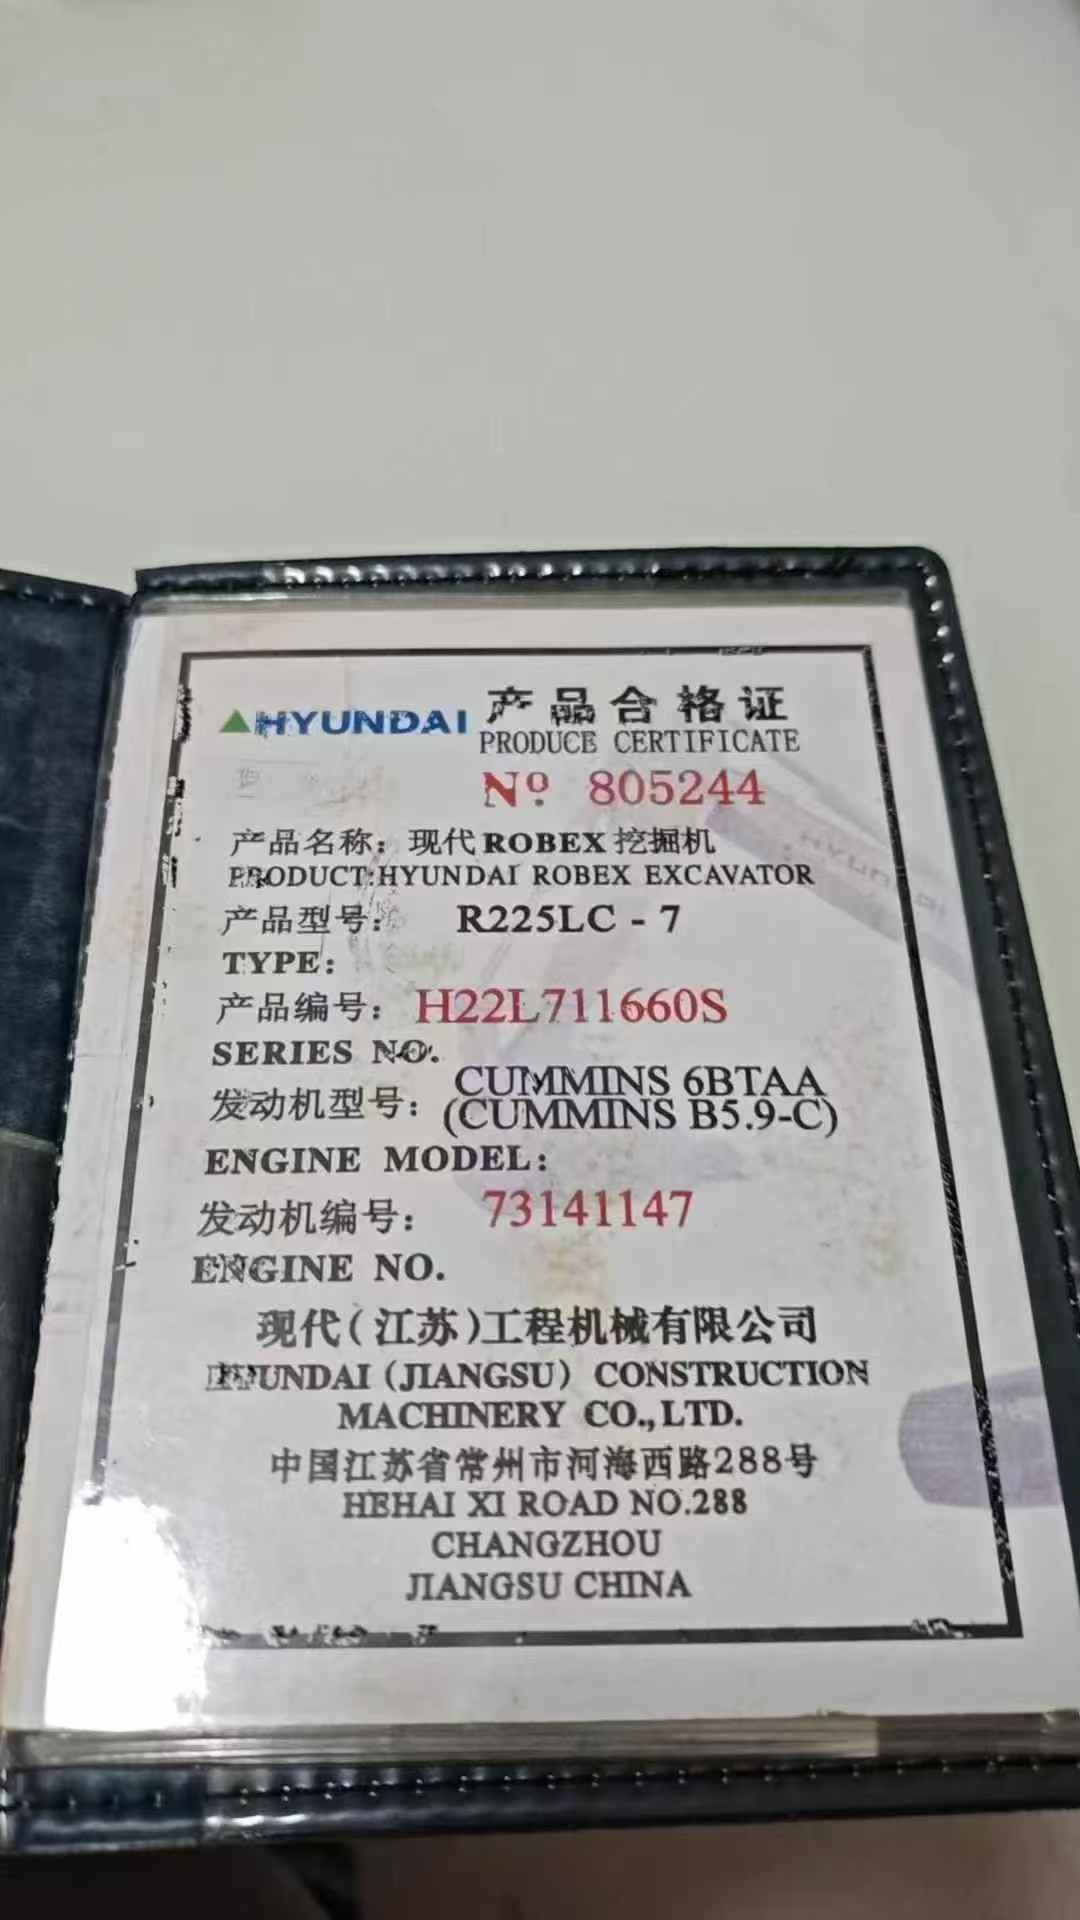 HYUNDAI 产品合格证
PRODUCE CERTIFICATE
Nº. 805244
产品名称：现代ROBEX挖掘机
PRODUCT:HYUNDAI ROBEX EXCAVATOR
产品型号： R225LC - 7
TYPE:
产品编号： H22L711660S
SERIES NO.
发动机型号： CUMMINS 6BTAA
(CUMMINS B5.9-C)
ENGINE MODEL:
发动机编号： 73141147
ENGINE NO.
现代(江苏)工程机械有限公司
HYUNDAI (JIANGSU) CONSTRUCTION
MACHINERY CO.,LTD.
中国江苏省常州市河海西路288号
HEHAI XI ROAD NO.288
CHANGZHOU
JIANGSU CHINA